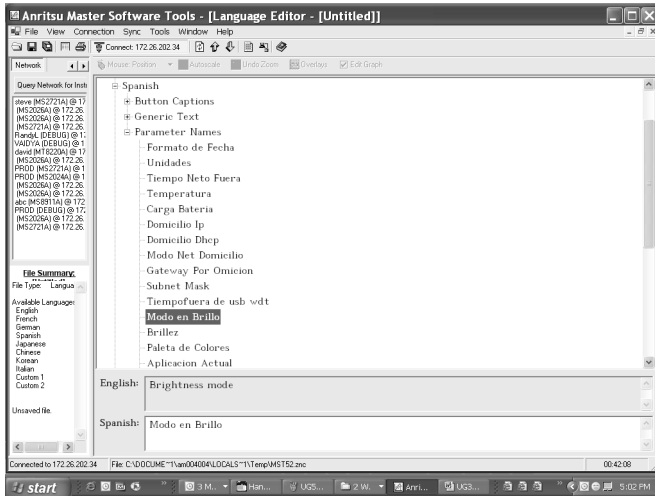 Anritsu Master Software Tools - [Language Editor - [Untitled]]
File View Connection Sync Tools Window Help
Connect: 172.26.202.34
Network
Mouse: Position Autoscale Undo Zoom Overlays Edit Graph
Query Network for Instr
steve (MS2721A) @ 17
(MS2026A) @ 172.26.
(MS2026A) @ 172.26.
(MS2721A) @ 172.26.
RandyL (DEBUG) @ 17
VAIDYA (DEBUG) @ 1
david (MT8220A) @ 17
(MS2026A) @ 172.26.
PROD (MS2721A) @ 1
PROD (MS2024A) @ 1
(MS2026A) @ 172.26.
(MS2026A) @ 172.26.
abc (MS8911A) @ 172
PROD (DEBUG) @ 17
(MS2026A) @ 172.26.
(MS2721A) @ 172.26.
File Summary:
File Type: Langua
Available Languages
English
French
German
Spanish
Japanese
Chinese
Korean
Italian
Custom 1
Custom 2
Unsaved file.
Spanish
Button Captions
Generic Text
Parameter Names
Formato de Fecha
Unidades
Tiempo Neto Fuera
Temperatura
Carga Bateria
Domicilio Ip
Domicilio Dhcp
Modo Net Domicilio
Gateway Por Omicion
Subnet Mask
Tiempofuera de usb wdt
Modo en Brillo
Brillez
Paleta de Colores
Aplicacion Actual
English: Brightness mode
Spanish: Modo en Brillo
Connected to 172.26.202.34 File: C:\DOCUME~1\am004004\LOCALS~1\Temp\MST52.znc 00:42:08
start 3 M... Han... UG5... 2 W... Anri... UG3... 5:02 PM